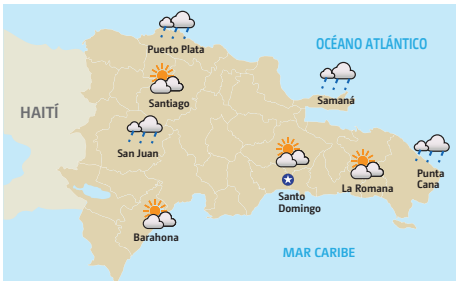 Puerto Plata
OCÉANO ATLÁNTICO
Santiago
Samaná
HAITÍ
San Juan
Punta
Cana
La Romana
Santo
Domingo
Barahona
MAR CARIBE